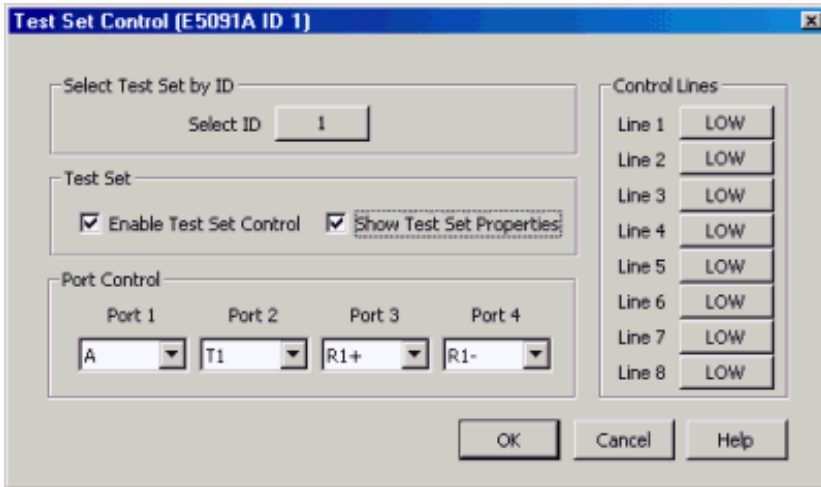 Test Set Control (E5091A ID 1)
Select Test Set by ID
Select ID 1
Test Set
Enable Test Set Control Show Test Set Properties
Port Control
Port 1 Port 2 Port 3 Port 4
A T1 R1+ R1-
Control Lines
Line 1 LOW
Line 2 LOW
Line 3 LOW
Line 4 LOW
Line 5 LOW
Line 6 LOW
Line 7 LOW
Line 8 LOW
OK Cancel Help